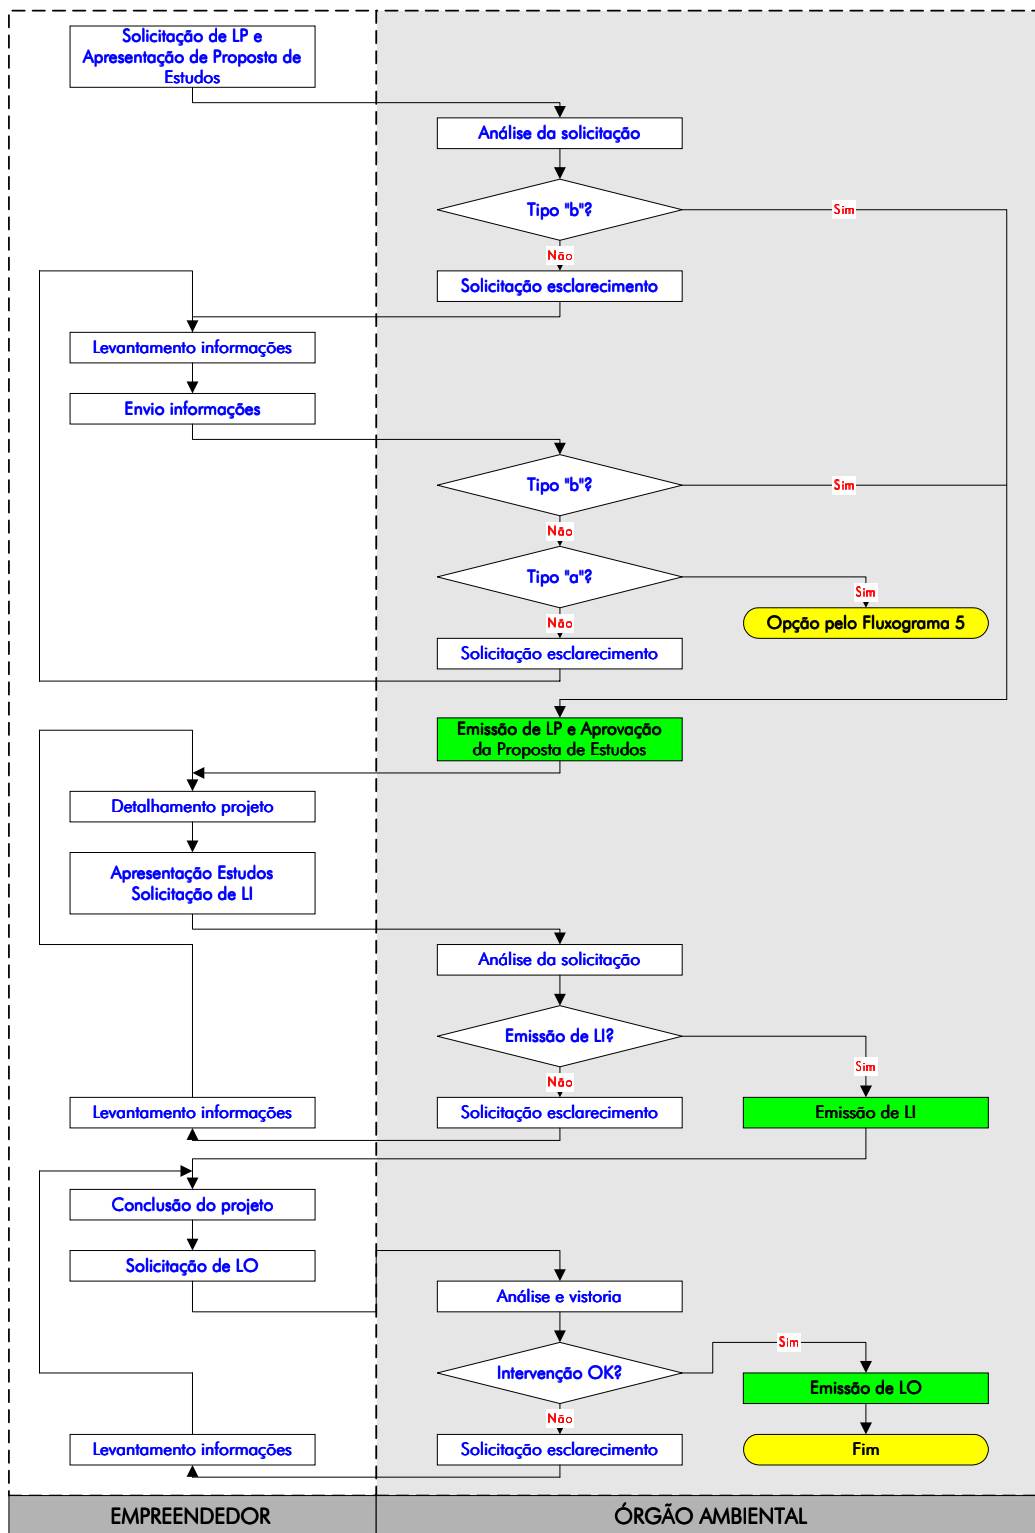 Solicitação de LP e
Apresentação de Proposta de
Estudos
Análise da solicitação
Tipo "b"?
Sim
Não
Solicitação esclarecimento
Levantamento informações
Envio informações
Tipo "b"?
Sim
Não
Tipo "a"?
Sim
Não
Opção pelo Fluxograma 5
Solicitação esclarecimento
Emissão de LP e Aprovação
da Proposta de Estudos
Detalhamento projeto
Apresentação Estudos
Solicitação de LI
Análise da solicitação
Emissão de LI?
Sim
Não
Levantamento informações
Solicitação esclarecimento
Emissão de LI
Conclusão do projeto
Solicitação de LO
Análise e vistoria
Sim
Intervenção OK?
Emissão de LO
Não
Levantamento informações
Solicitação esclarecimento
Fim
EMPREENDEDOR
ÓRGÃO AMBIENTAL